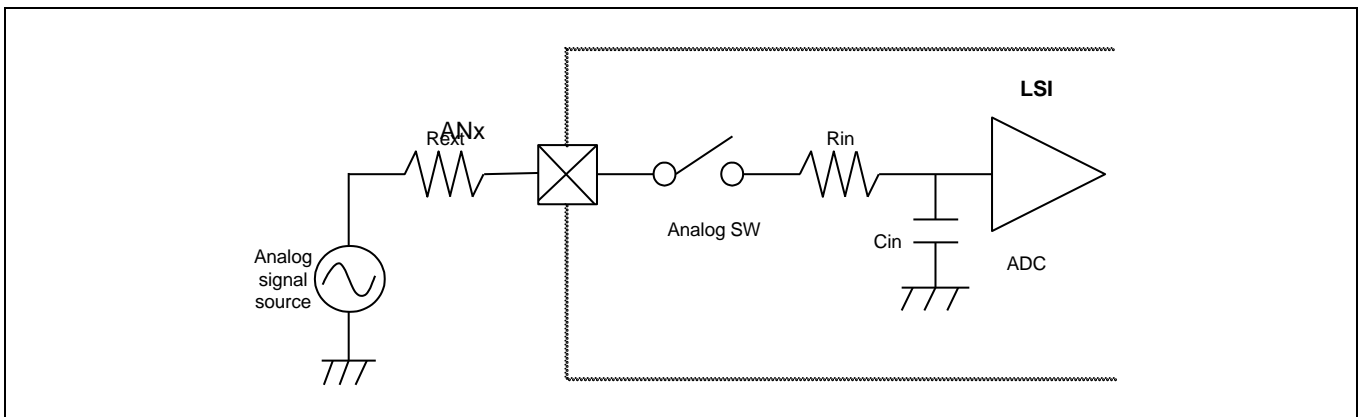 LSI
ANx
Rext
Rin
Analog SW
Cin
ADC
Analog
signal
source